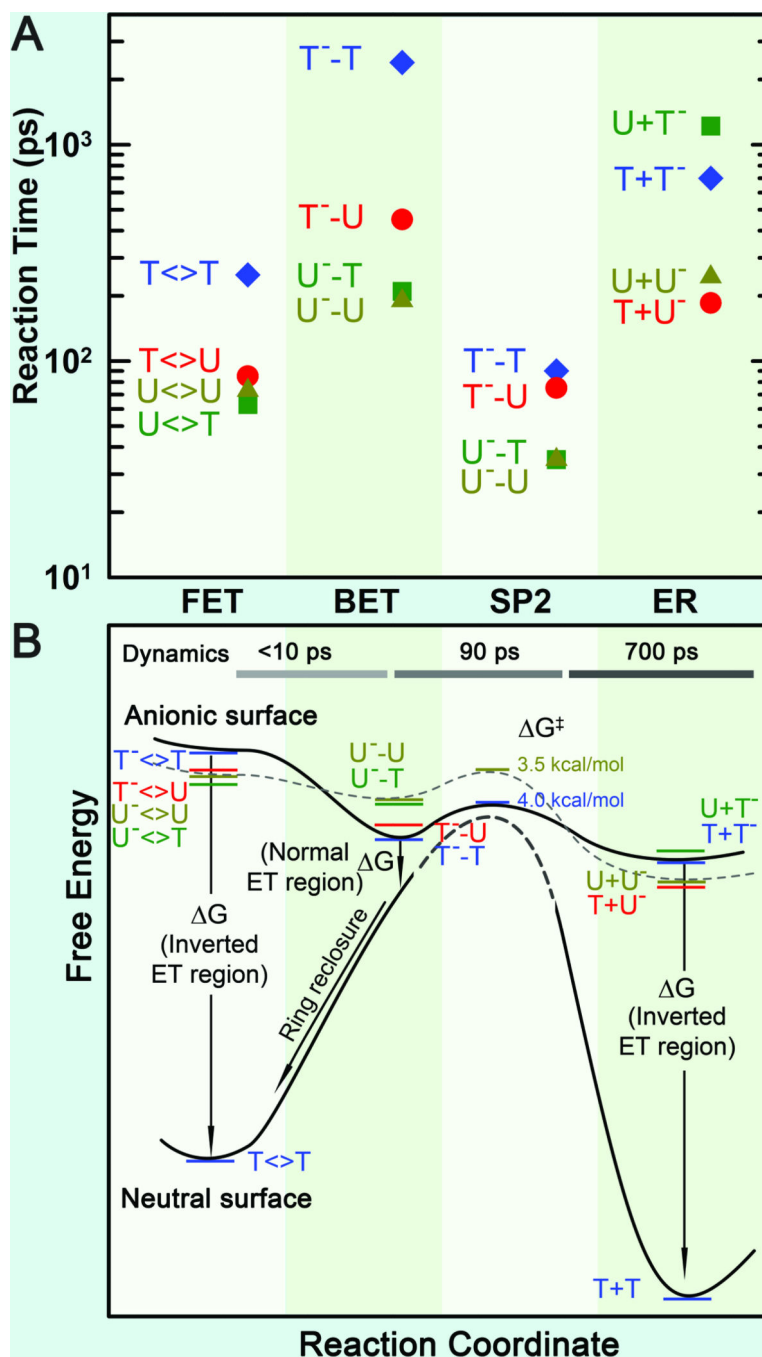 A
Reaction Time (ps)
10³
10²
10¹
T<>T
T<>U
U<>U
U<>T
T⁻-T
T⁻-U
U⁻-T
U⁻-U
T⁻-T
T⁻-U
U⁻-T
U⁻-U
U+T⁻
T+T⁻
U+U⁻
T+U⁻
FET BET SP2 ER
B
Dynamics <10 ps 90 ps 700 ps
Anionic surface
T⁻<>T
T⁻<>U
U⁻<>U
U⁻<>T
U⁻-U
U⁻-T
ΔG‡
3.5 kcal/mol
4.0 kcal/mol
T⁻-U
T⁻-T
U+T⁻
T+T⁻
U+U⁻
T+U⁻
ΔG
(Normal
ET region)
ΔG
(Inverted
ET region)
Ring reclosure
ΔG
(Inverted
ET region)
T<>T
Neutral surface
T+T
Free Energy
Reaction Coordinate